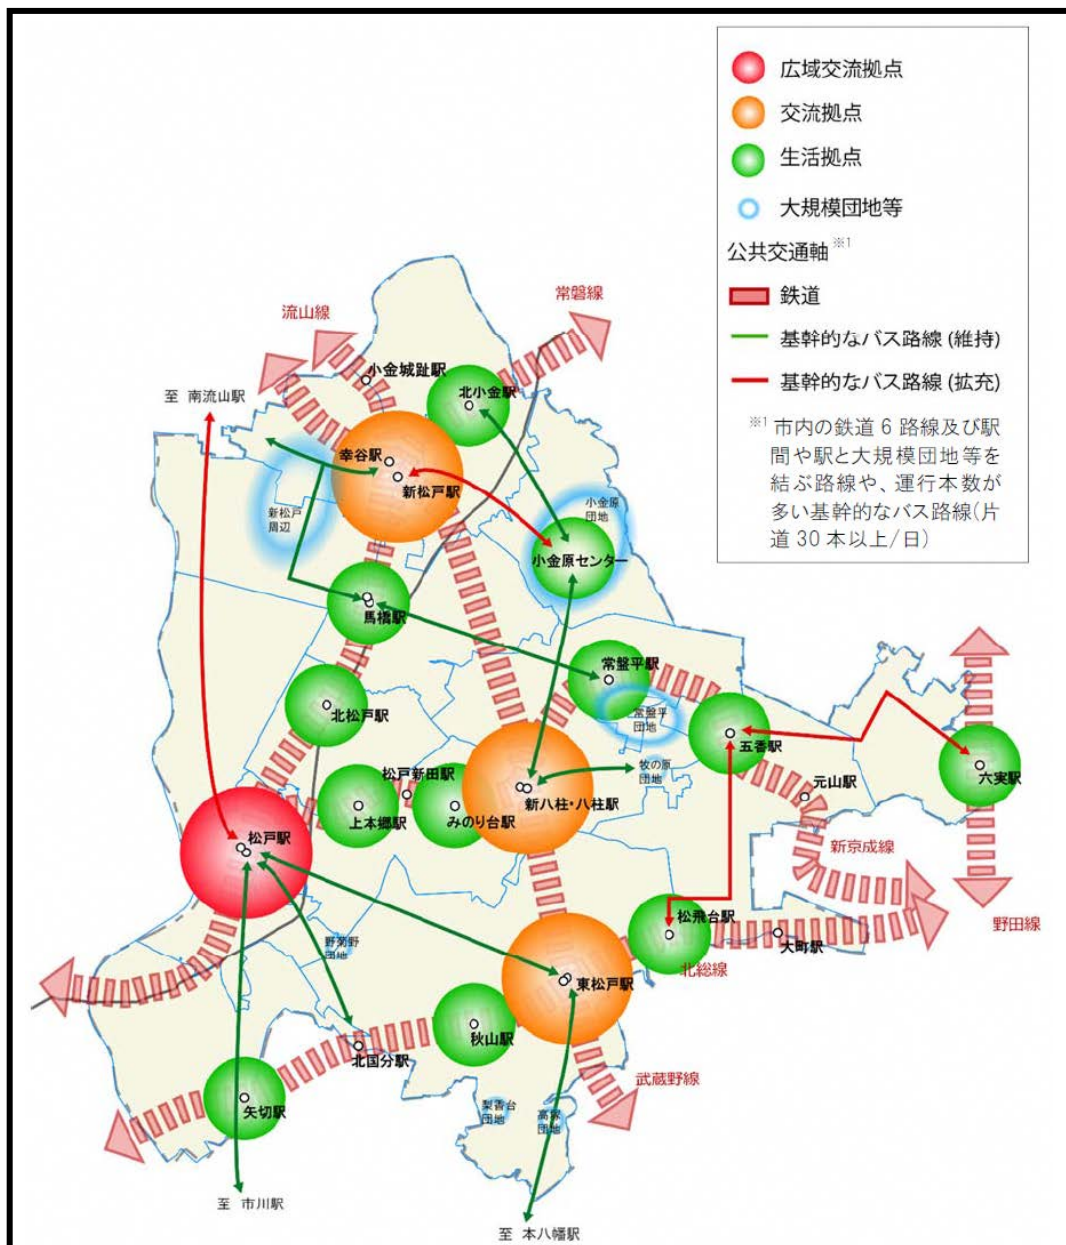 広域交流拠点
交流拠点
生活拠点
大規模団地等
公共交通軸※1
鉄道
基幹的なバス路線 (維持)
基幹的なバス路線 (拡充)
※1 市内の鉄道 6 路線及び駅
間や駅と大規模団地等を
結ぶ路線や、運行本数が
多い基幹的なバス路線(片
道 30 本以上/日)
常磐線
流山線
小金城趾駅
北小金駅
至 南流山駅
幸谷駅
新松戸駅
新松戸
周辺
小金原
団地
小金原センター
馬橋駅
常盤平駅
常盤平
団地
北松戸駅
五香駅
牧の原
団地
六実駅
元山駅
松戸新田駅
上本郷駅
みのり台駅
新八柱・八柱駅
松戸駅
新京成線
野田線
松飛台駅
大町駅
北総線
野菊野
団地
東松戸駅
秋山駅
北国分駅
武蔵野線
矢切駅
梨香台
団地
高塚
団地
至 市川駅
至 本八幡駅